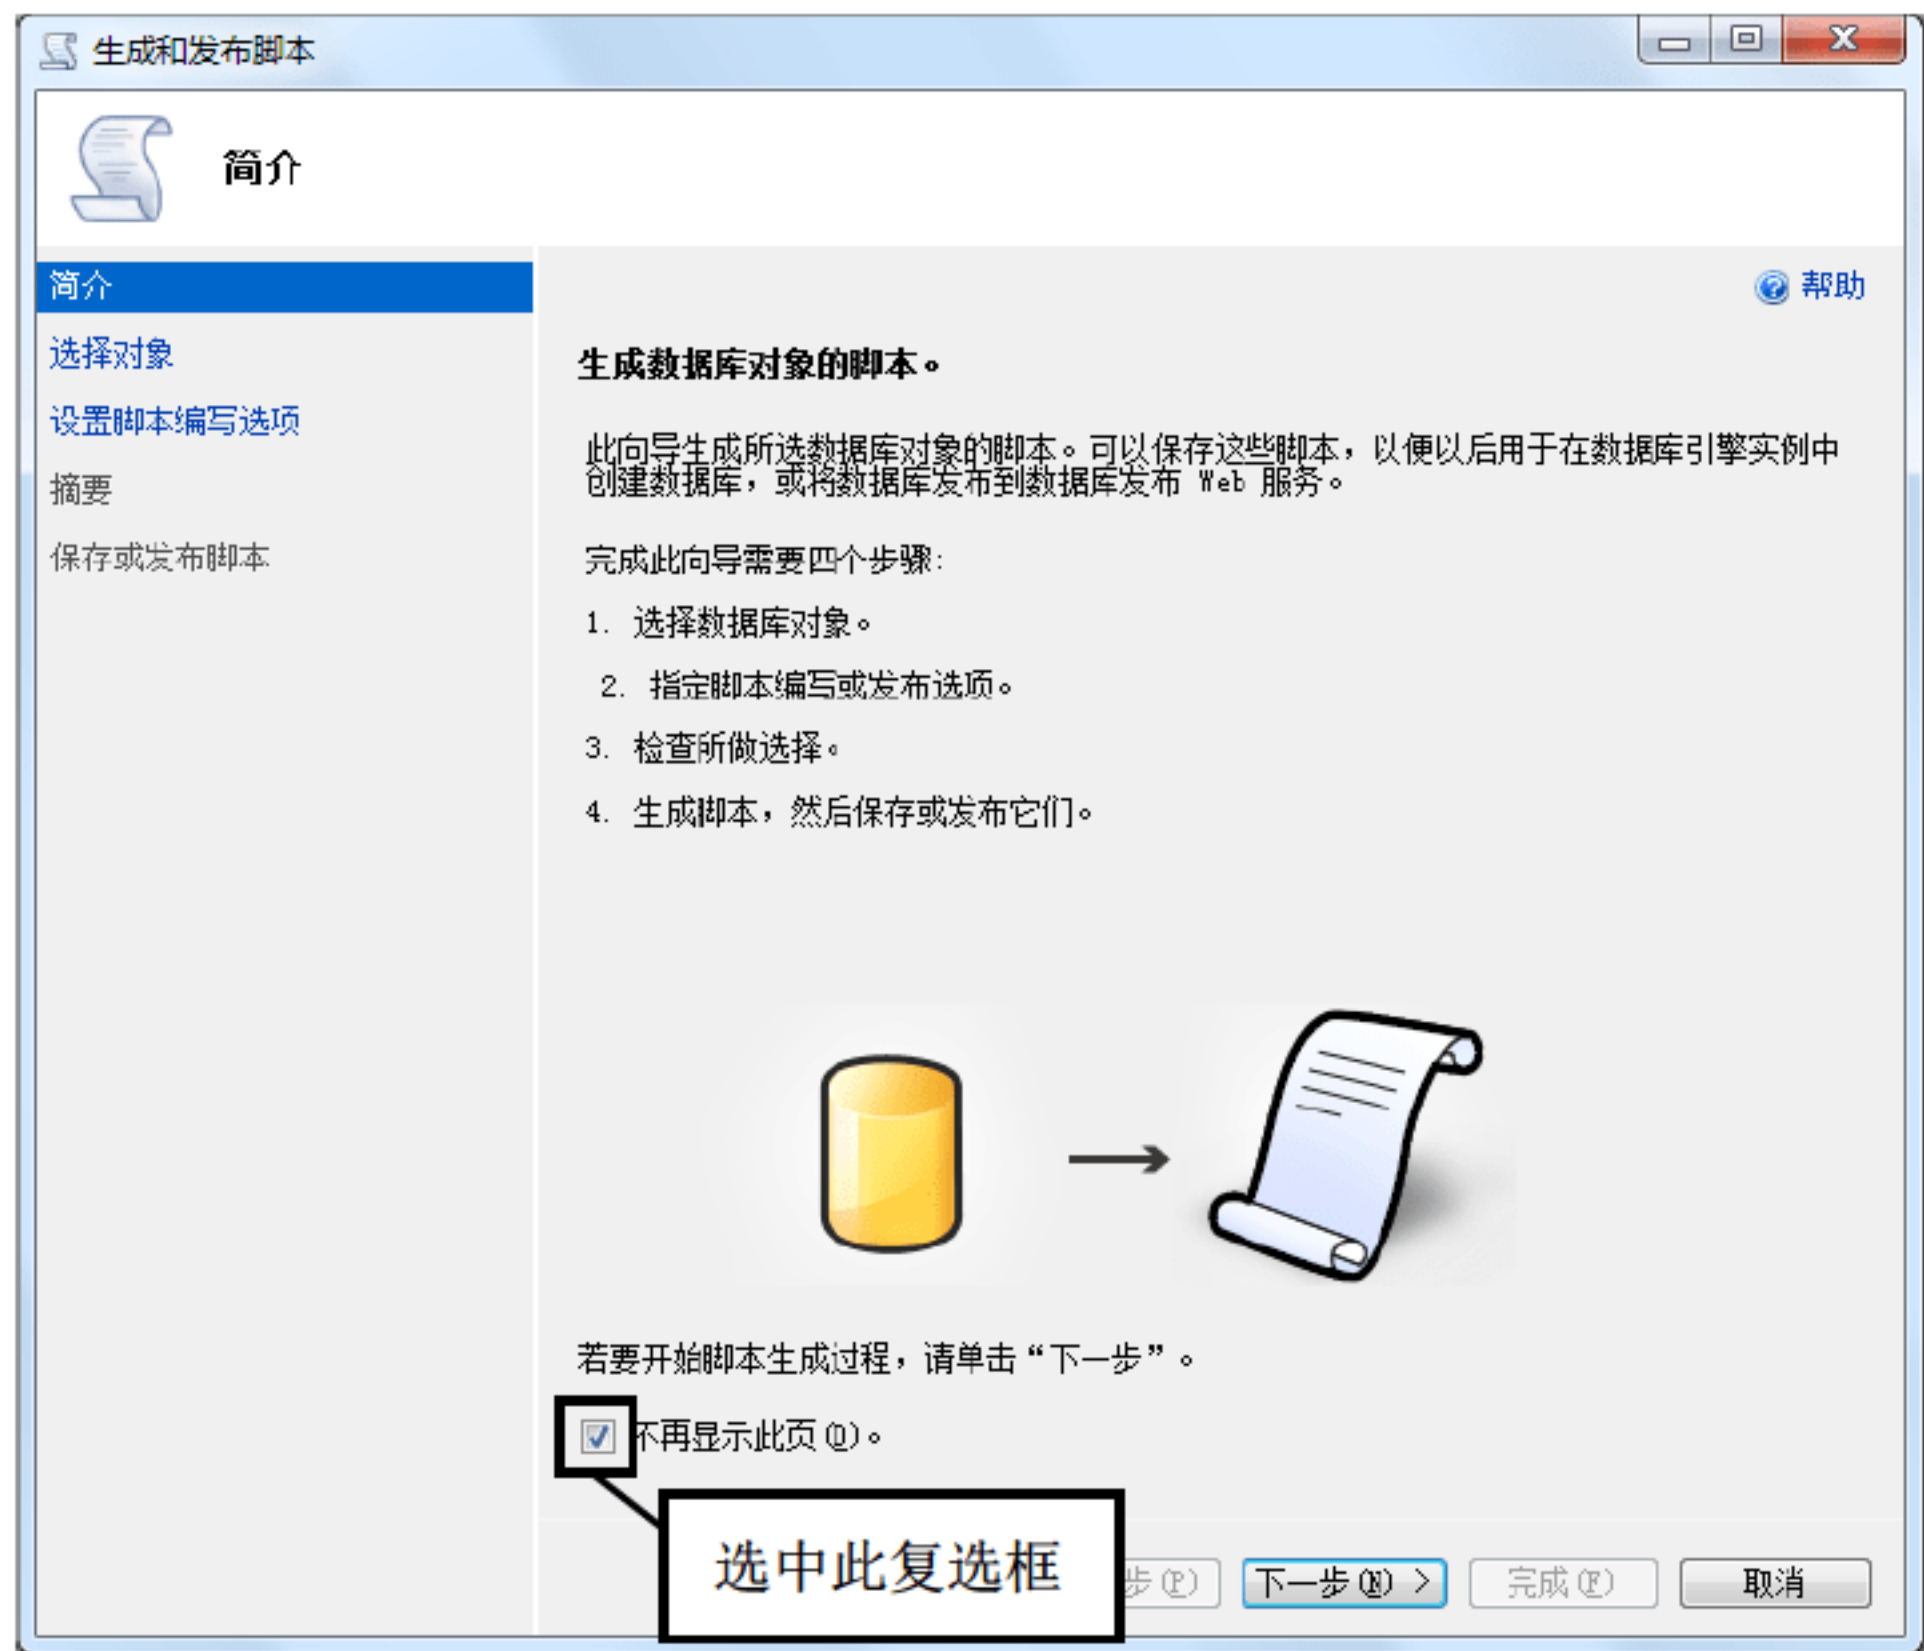 生成和发布脚本
简介
简介
选择对象
设置脚本编写选项
摘要
保存或发布脚本
帮助
生成数据库对象的脚本。
此向导生成所选数据库对象的脚本。可以保存这些脚本，以便以后用于在数据库引擎实例中
创建数据库，或将数据库发布到数据库发布 Web 服务。
完成此向导需要四个步骤:
1. 选择数据库对象。
2. 指定脚本编写或发布选项。
3. 检查所做选择。
4. 生成脚本，然后保存或发布它们。
若要开始脚本生成过程，请单击“下一步”。
不再显示此页(D)。
选中此复选框
步(P)
下一步(N) >
完成(F)
取消